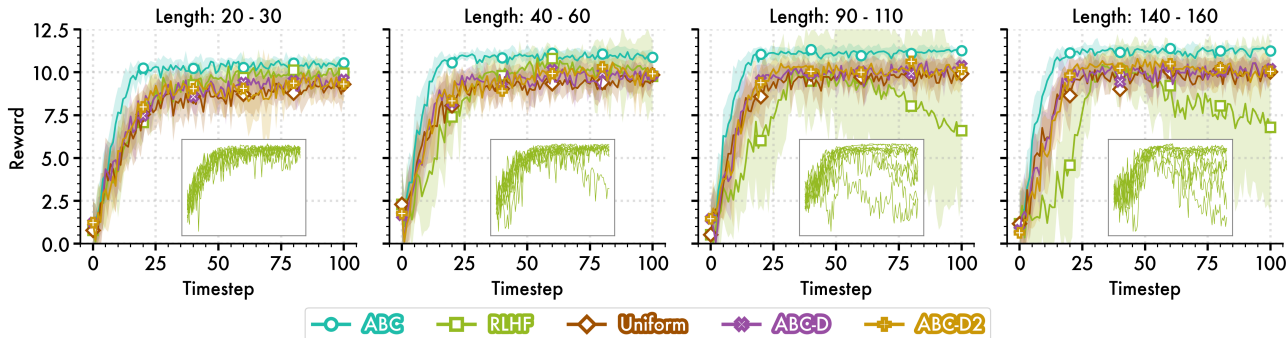 Length: 20 - 30
Length: 40 - 60
Length: 90 - 110
Length: 140 - 160
Reward
12.5
10.0
7.5
5.0
2.5
0.0
0 25 50 75 100
0 25 50 75 100
0 25 50 75 100
0 25 50 75 100
Timestep
Timestep
Timestep
Timestep
ABC RLHF Uniform ABC-D ABC-D2